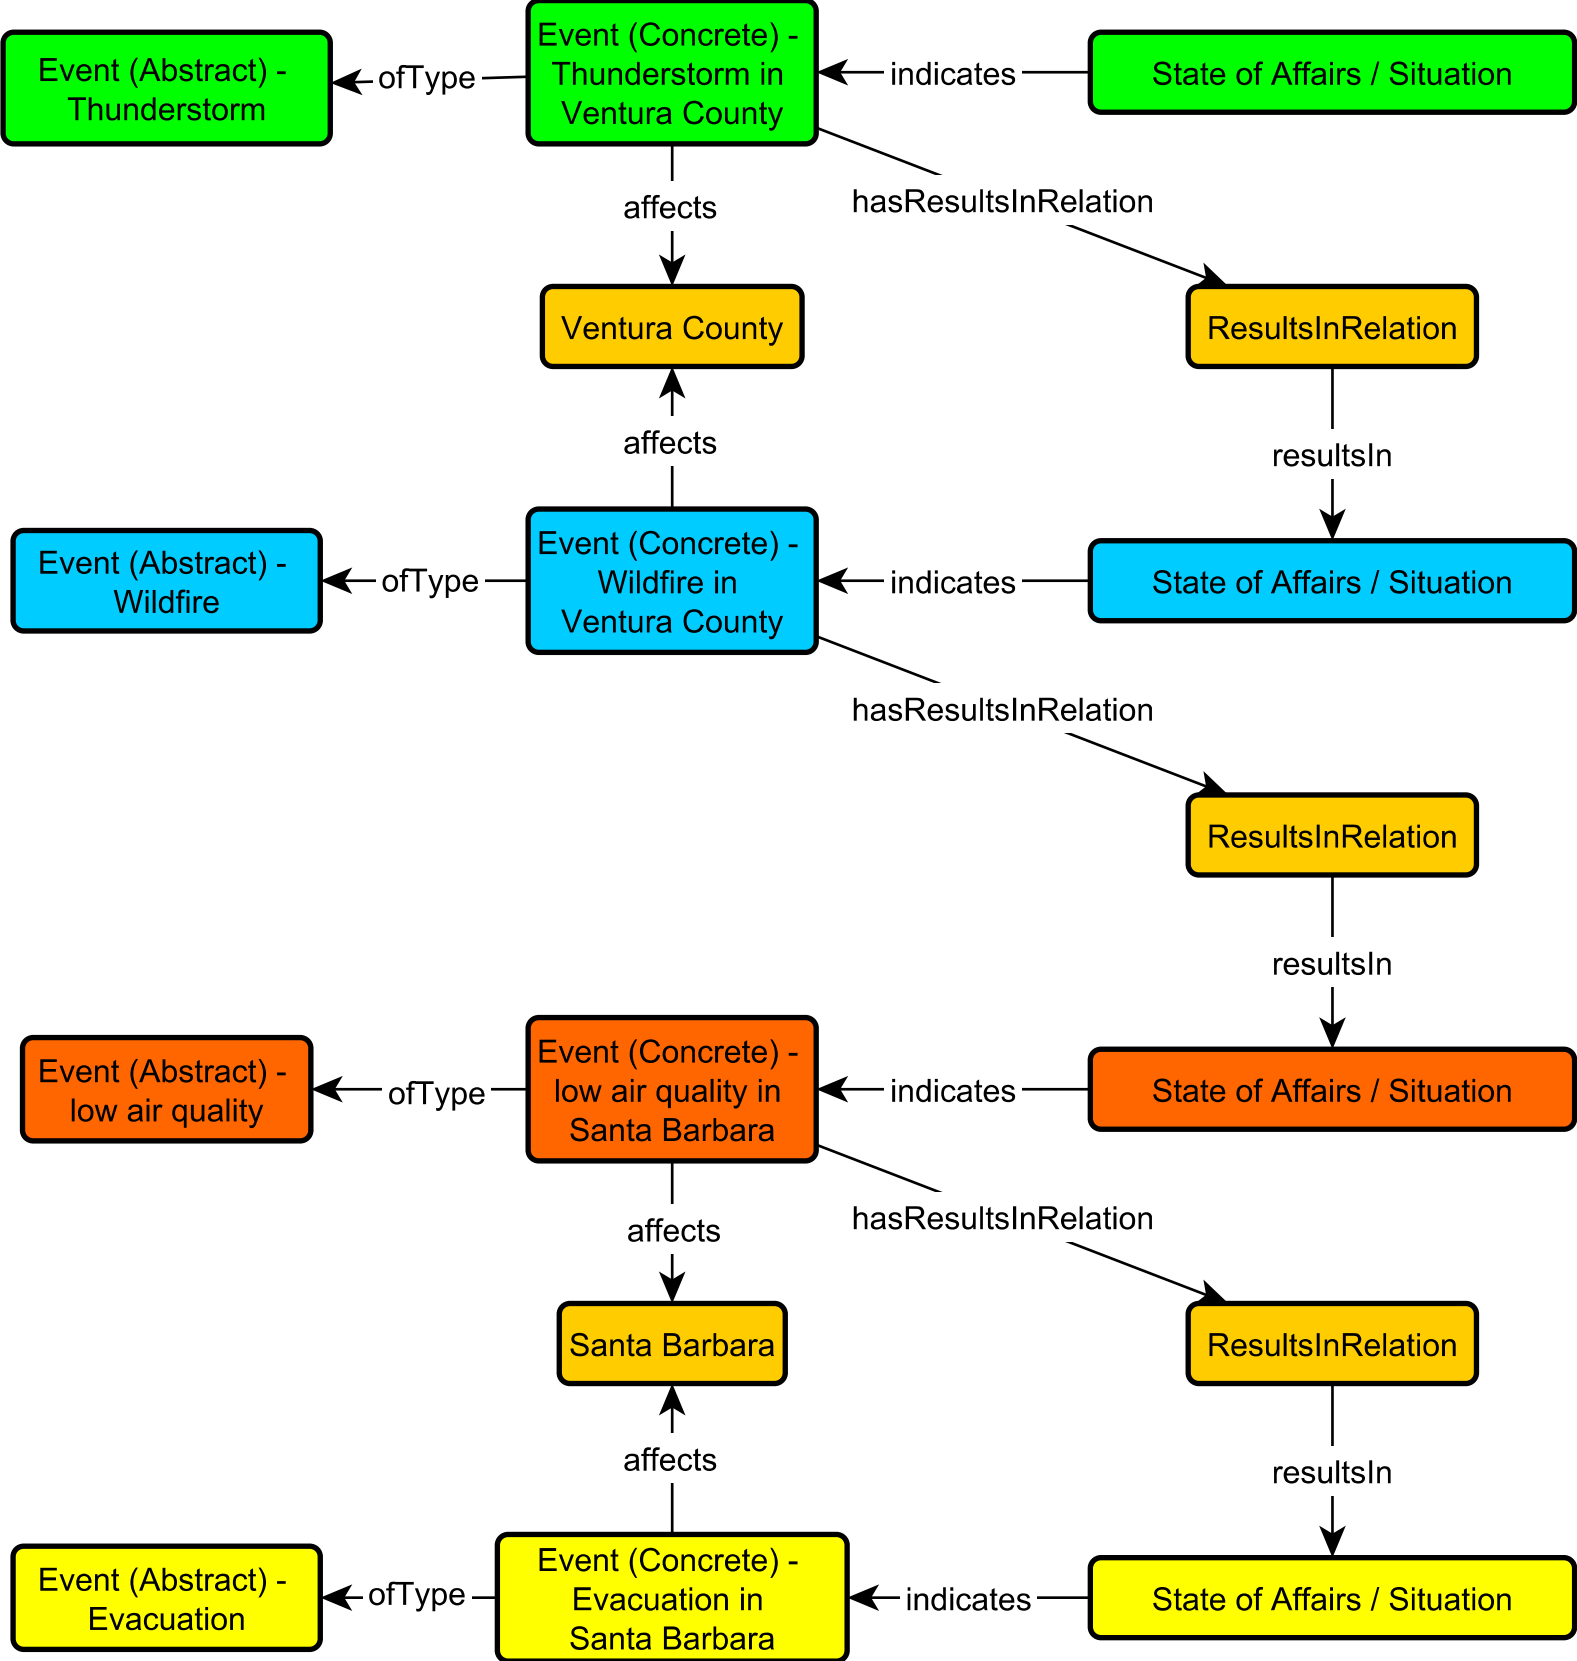 Event (Abstract) -
Thunderstorm
ofType
Event (Concrete) -
Thunderstorm in
Ventura County
indicates
State of Affairs / Situation
affects
hasResultsInRelation
Ventura County
ResultsInRelation
affects
resultsIn
Event (Abstract) -
Wildfire
ofType
Event (Concrete) -
Wildfire in
Ventura County
indicates
State of Affairs / Situation
hasResultsInRelation
ResultsInRelation
resultsIn
Event (Abstract) -
low air quality
ofType
Event (Concrete) -
low air quality in
Santa Barbara
indicates
State of Affairs / Situation
affects
hasResultsInRelation
Santa Barbara
ResultsInRelation
affects
resultsIn
Event (Abstract) -
Evacuation
ofType
Event (Concrete) -
Evacuation in
Santa Barbara
indicates
State of Affairs / Situation